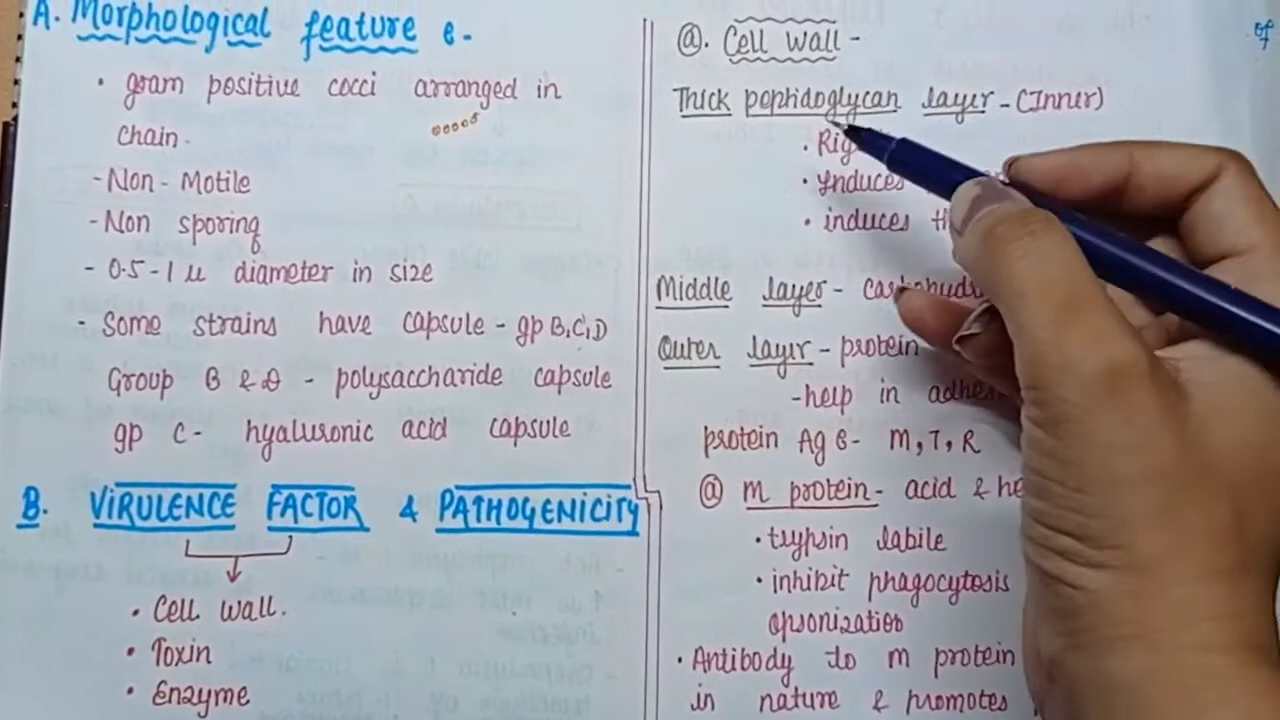 A. Morphological feature :-
• gram positive cocci arranged in
chain.
- Non-Motile
- Non sporing
- 0.5-1 μ diameter in size
- Some strains have capsule - gp B,C,D
Group B & D - polysaccharide capsule
gp C- hyaluronic acid capsule
B. VIRULENCE FACTOR & PATHOGENICITY
• Cell wall.
• Toxin
• Enzyme
of
@. Cell wall -
Thick peptidoglycan layer - (Inner)
• Induces
• induces
Middle layer -
Outer layer - protein
-help in
protein Ag :- M, T, R
@ m protein- acid &
• trypsin labile
• inhibit phagocytosis
opsonization
• Antibody to m protein
in nature & promotes